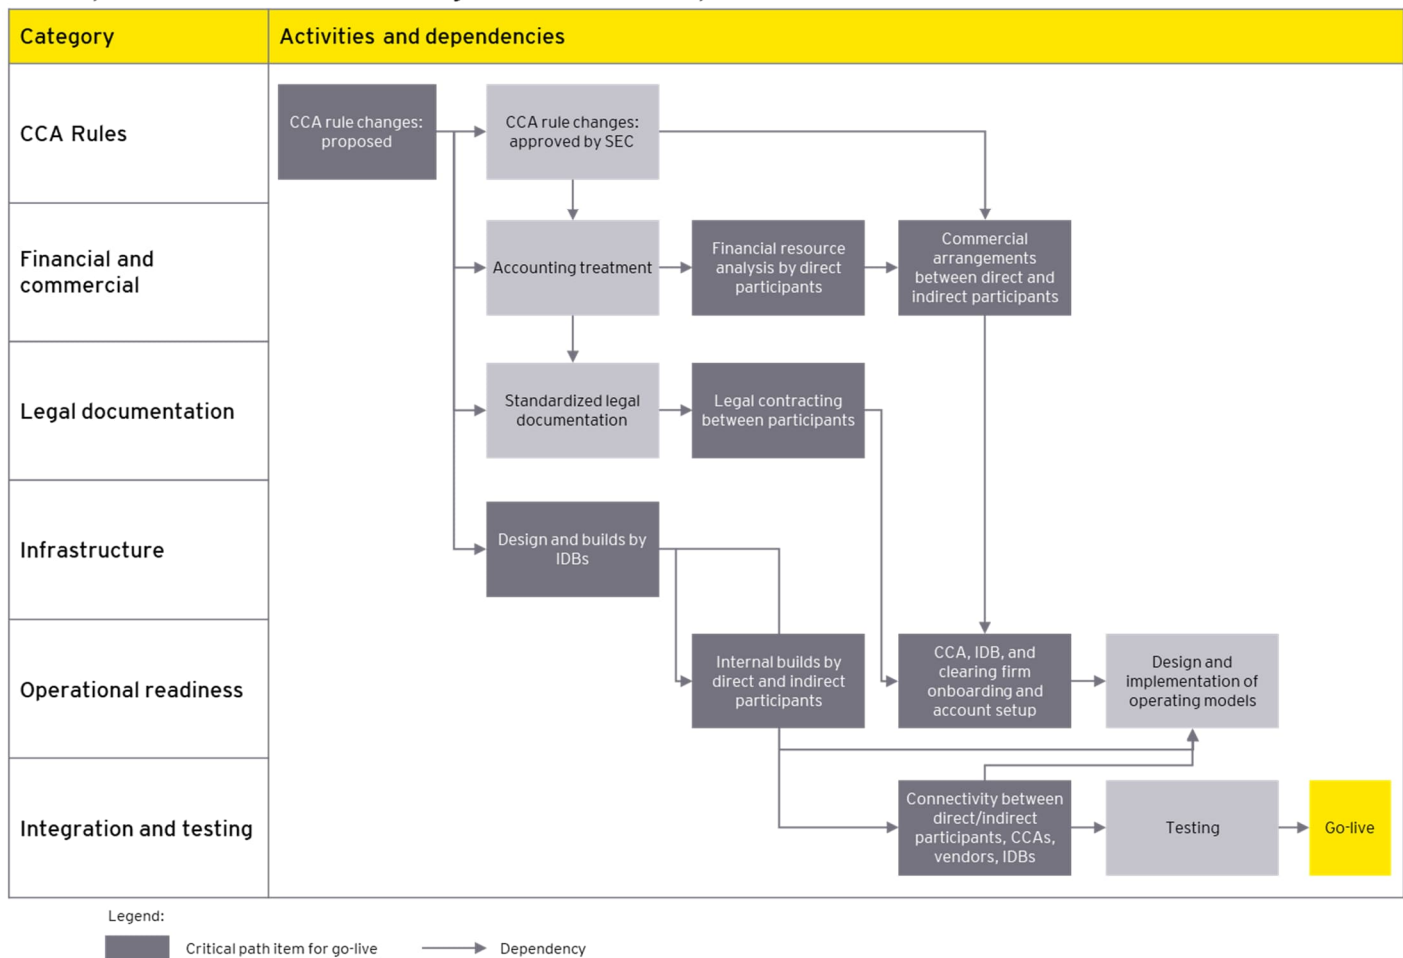 Category
Activities and dependencies
CCA Rules
CCA rule changes:
proposed
CCA rule changes:
approved by SEC
Financial and
commercial
Accounting treatment
Financial resource
analysis by direct
participants
Commercial
arrangements
between direct and
indirect participants
Legal documentation
Standardized legal
documentation
Legal contracting
between participants
Infrastructure
Design and builds by
IDBs
Operational readiness
Internal builds by
direct and indirect
participants
CCA, IDB, and
clearing firm
onboarding and
account setup
Design and
implementation of
operating models
Integration and testing
Connectivity between
direct/indirect
participants, CCAs,
vendors, IDBs
Testing
Go-live
Legend:
Critical path item for go-live
Dependency